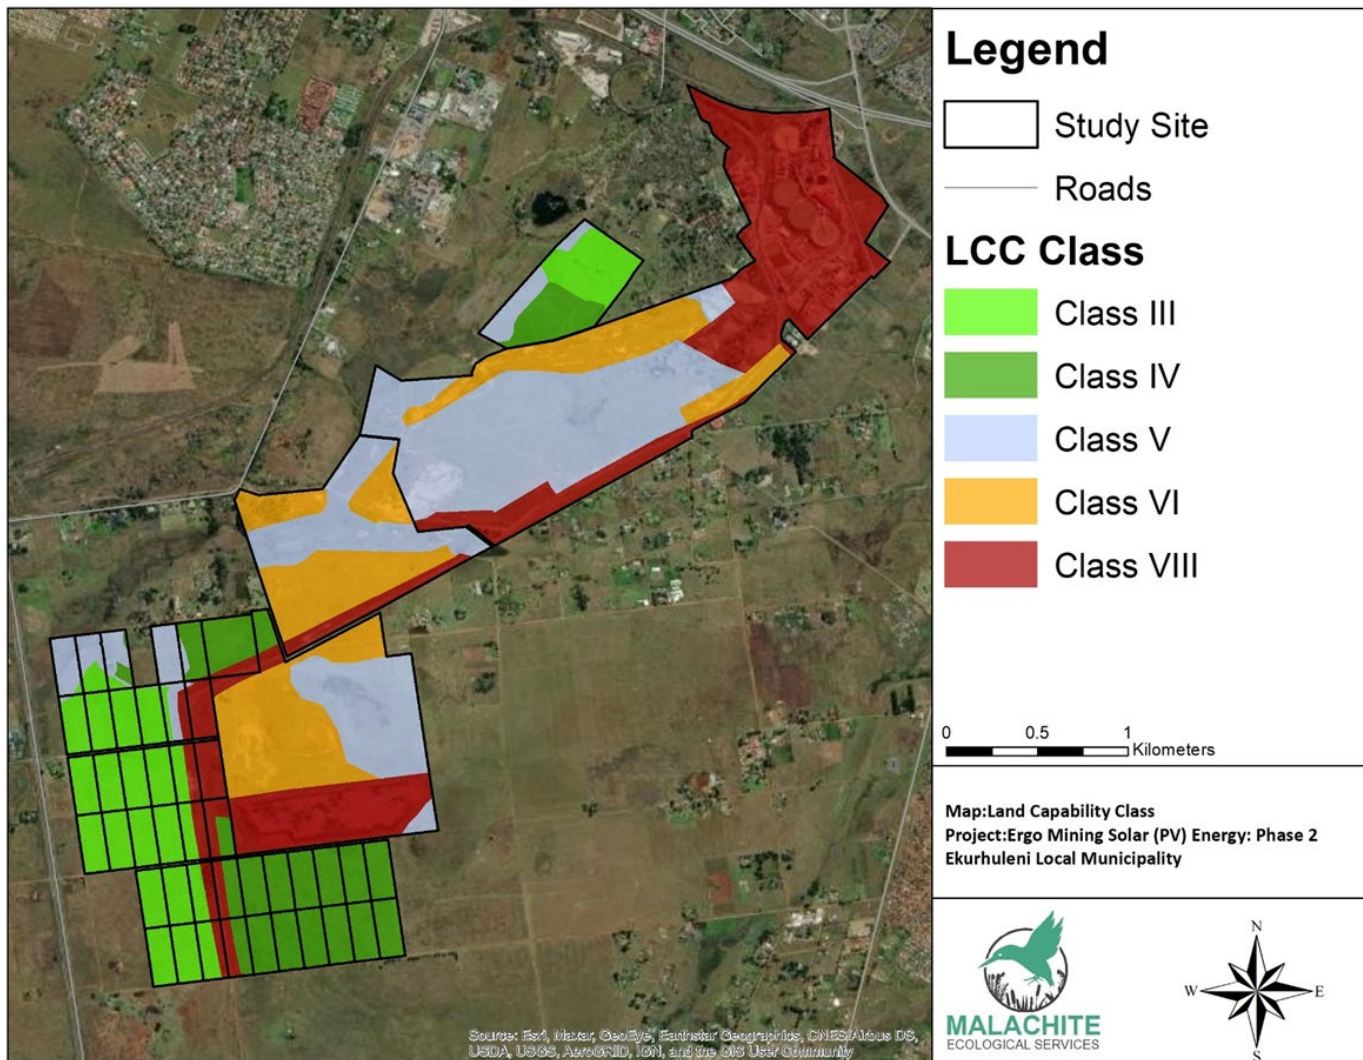 Legend
Study Site
Roads
LCC Class
Class III
Class IV
Class V
Class VI
Class VIII
0 0.5 1
Kilometers
Map:Land Capability Class
Project:Ergo Mining Solar (PV) Energy: Phase 2
Ekurhuleni Local Municipality
MALACHITE
ECOLOGICAL SERVICES
N
W E
S
Source: Esri, Maxar, GeoEye, Earthstar Geographics, CNES/Airbus DS,
USDA, USGS, AeroGRID, IGN, and the GIS User Community